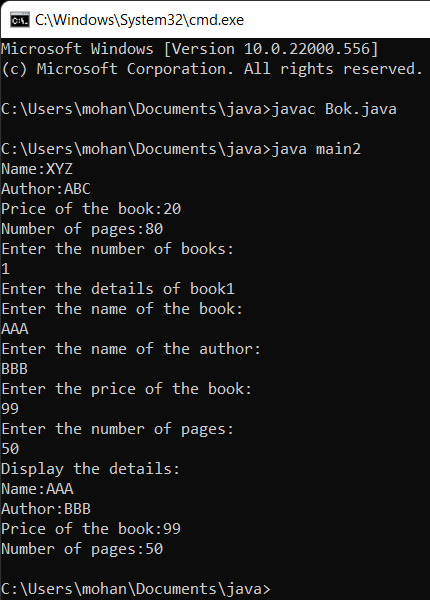 C:\Windows\System32\cmd.exe
Microsoft Windows [Version 10.0.22000.556]
(c) Microsoft Corporation. All rights reserved.
C:\Users\mohan\Documents\java>javac Bok.java
C:\Users\mohan\Documents\java>java main2
Name:XYZ
Author:ABC
Price of the book:20
Number of pages:80
Enter the number of books:
1
Enter the details of book1
Enter the name of the book:
AAA
Enter the name of the author:
BBB
Enter the price of the book:
99
Enter the number of pages:
50
Display the details:
Name:AAA
Author:BBB
Price of the book:99
Number of pages:50
C:\Users\mohan\Documents\java>